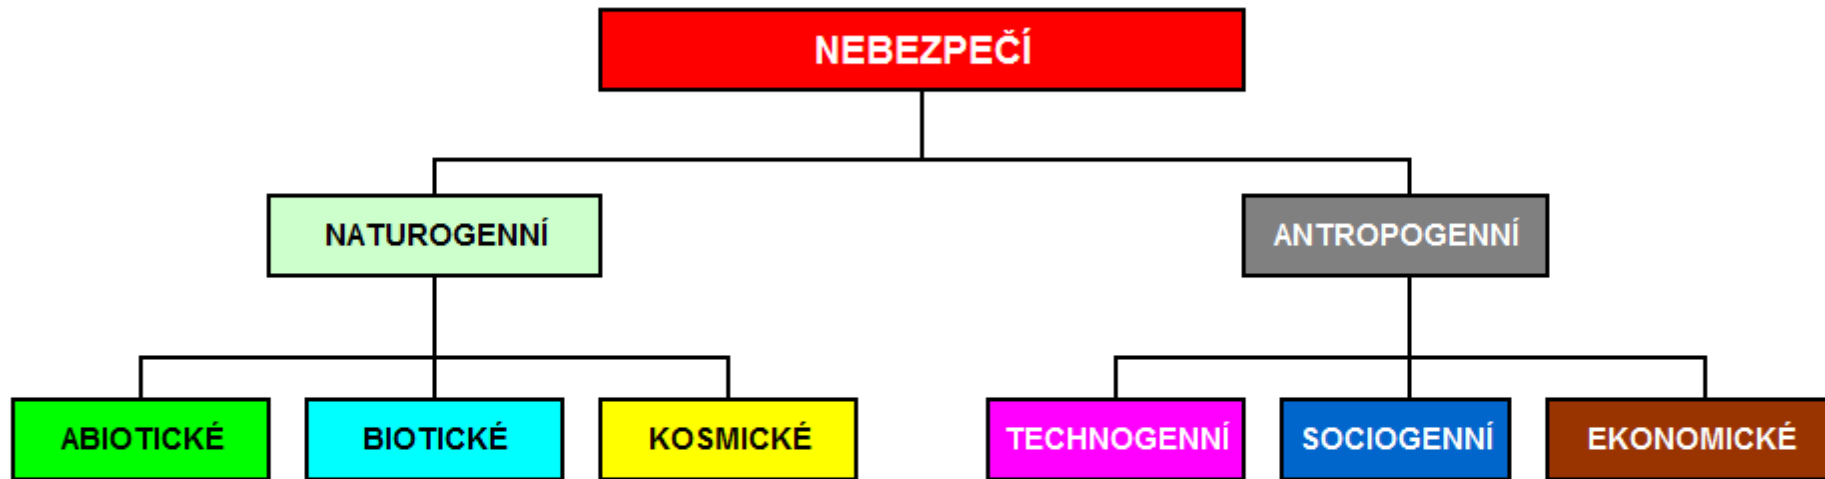 NEBEZPEČÍ
NATUROGENNÍ
ANTROPOGENNÍ
ABIOTICKÉ
BIOTICKÉ
KOSMICKÉ
TECHNOGENNÍ
SOCIOGENNÍ
EKONOMICKÉ